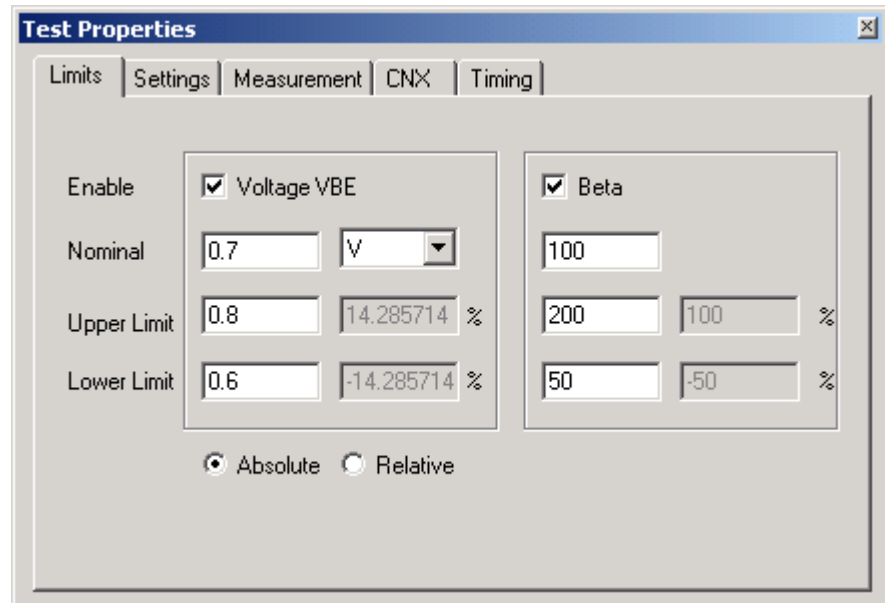 Test Properties
Limits Settings Measurement CNX Timing
Enable Voltage VBE Beta
Nominal 0.7 V 100
Upper Limit 0.8 14.285714 % 200 100 %
Lower Limit 0.6 -14.285714 % 50 -50 %
Absolute Relative